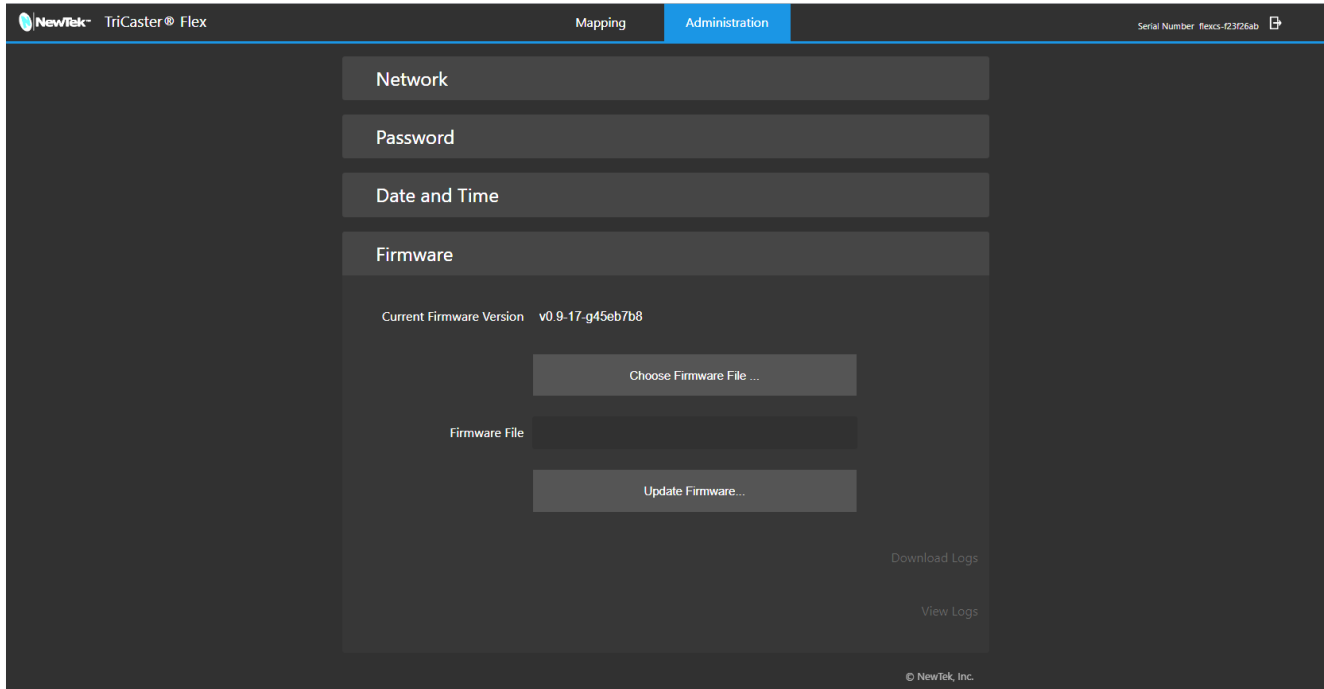 NewTek™ TriCaster® Flex
Mapping
Administration
Serial Number flexcs-f23f26ab
Network
Password
Date and Time
Firmware
Current Firmware Version v0.9-17-g45eb7b8
Choose Firmware File ...
Firmware File
Update Firmware...
Download Logs
View Logs
© NewTek, Inc.